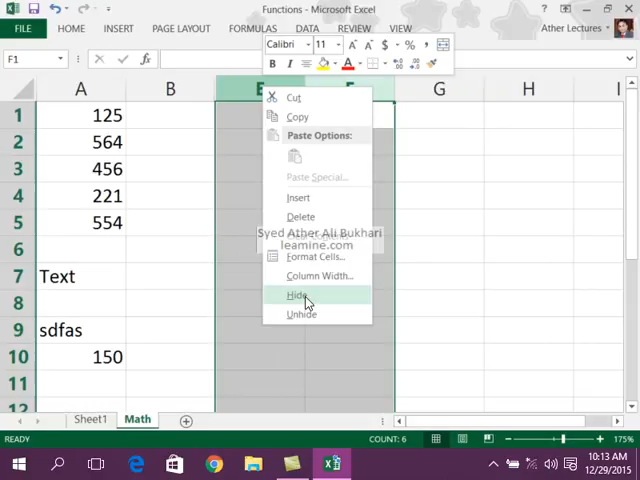 Functions - Microsoft Excel
FILE HOME INSERT PAGE LAYOUT FORMULAS DATA REVIEW VIEW Ather Lectures
Calibri 11 A A $ % ,
B I A
F1
A B E F G H I
1 125
2 564
3 456
4 221
5 554
6
7 Text
8
9 sdfas
10 150
11
12
Cut
Copy
Paste Options:
Paste Special...
Insert
Delete
Syed Ather Ali Bukhari
learnine.com
Format Cells...
Column Width...
Hide
Unhide
Sheet1 Math
READY COUNT: 6 175%
10:13 AM
12/29/2015